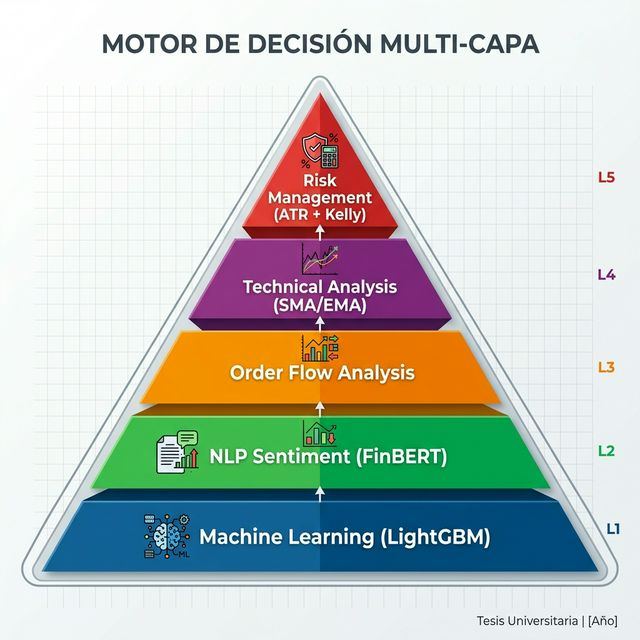 MOTOR DE DECISIÓN MULTI-CAPA
% %
Risk
Management
(ATR + Kelly)
L5
Technical Analysis
(SMA/EMA)
L4
Order Flow Analysis
L3
NLP Sentiment (FinBERT)
L2
ML
Machine Learning (LightGBM)
L1
Tesis Universitaria | [Año]